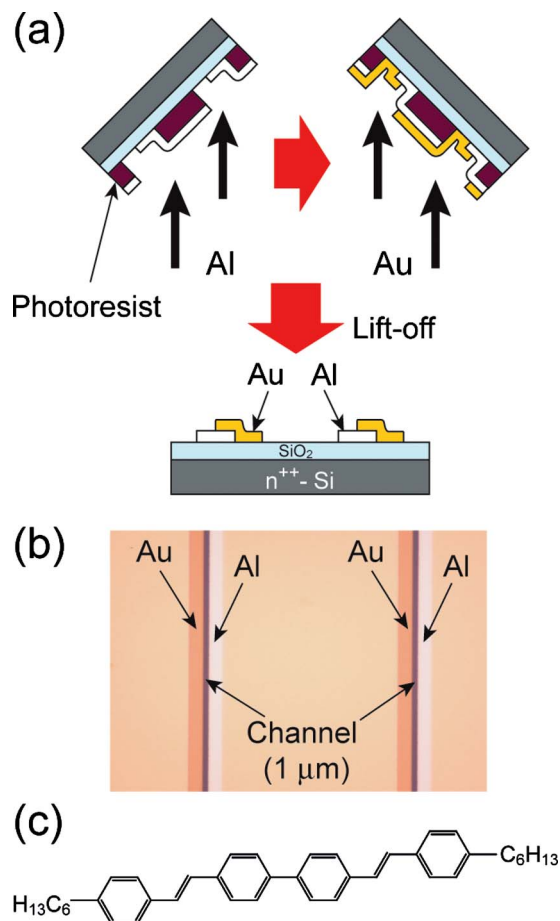 (a)
Al
Au
Photoresist
Lift-off
Au Al
SiO₂
n⁺⁺- Si
(b)
Au Al Au Al
Channel
(1 μm)
(c)
C6H13
H13C6